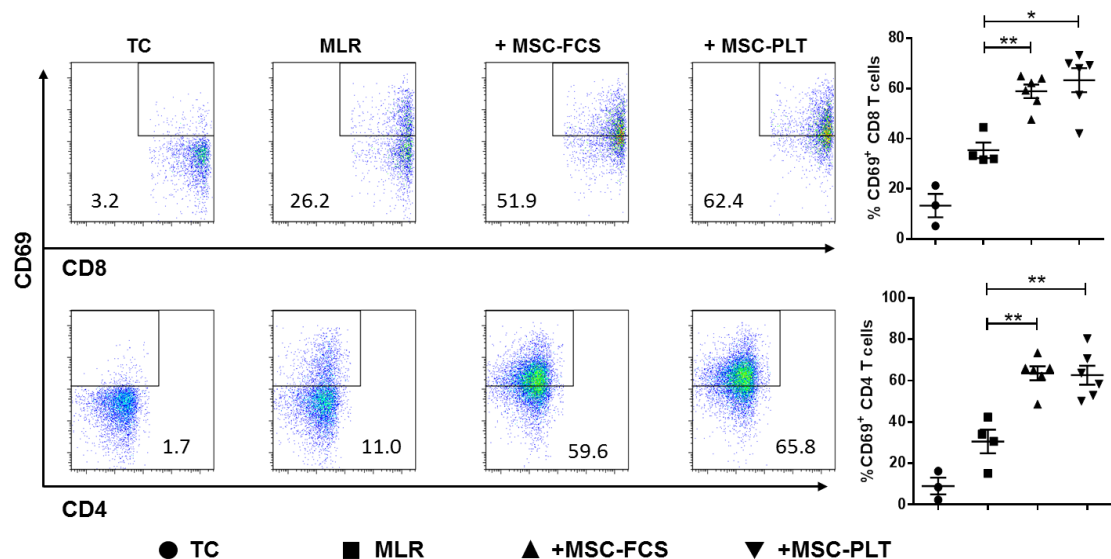 TC MLR + MSC-FCS + MSC-PLT
3.2 26.2 51.9 62.4
CD69
CD8
1.7 11.0 59.6 65.8
CD4
% CD69+ CD8 T cells
80
60
40
20
0
*
**
%CD69+ CD4 T cells
100
80
60
40
20
0
**
**
TC MLR +MSC-FCS +MSC-PLT